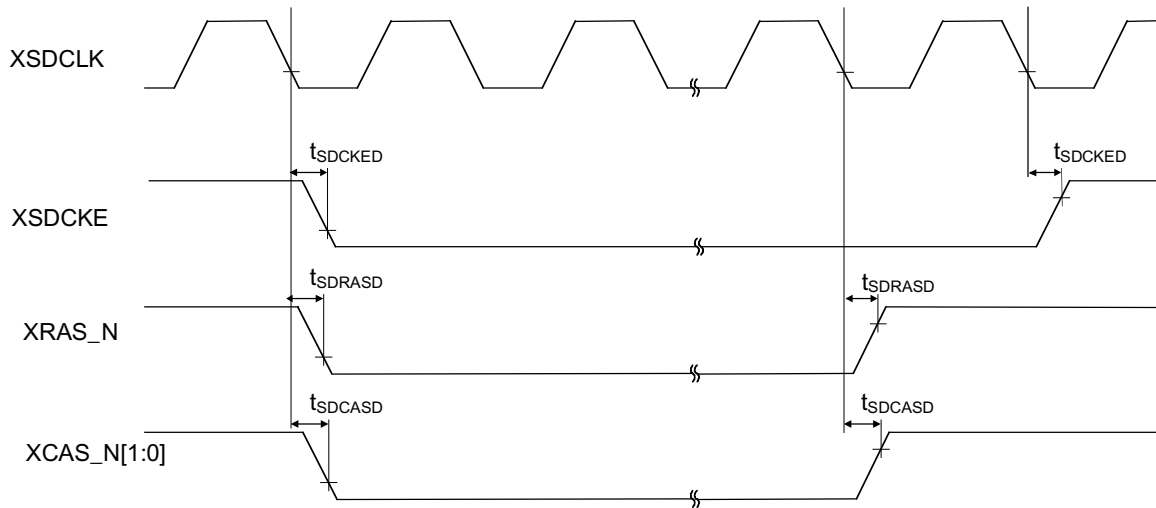 XSDCLK
tSDCKED
tSDCKED
XSDCKE
tSDRASD
tSDRASD
XRAS_N
tSDCASD
tSDCASD
XCAS_N[1:0]